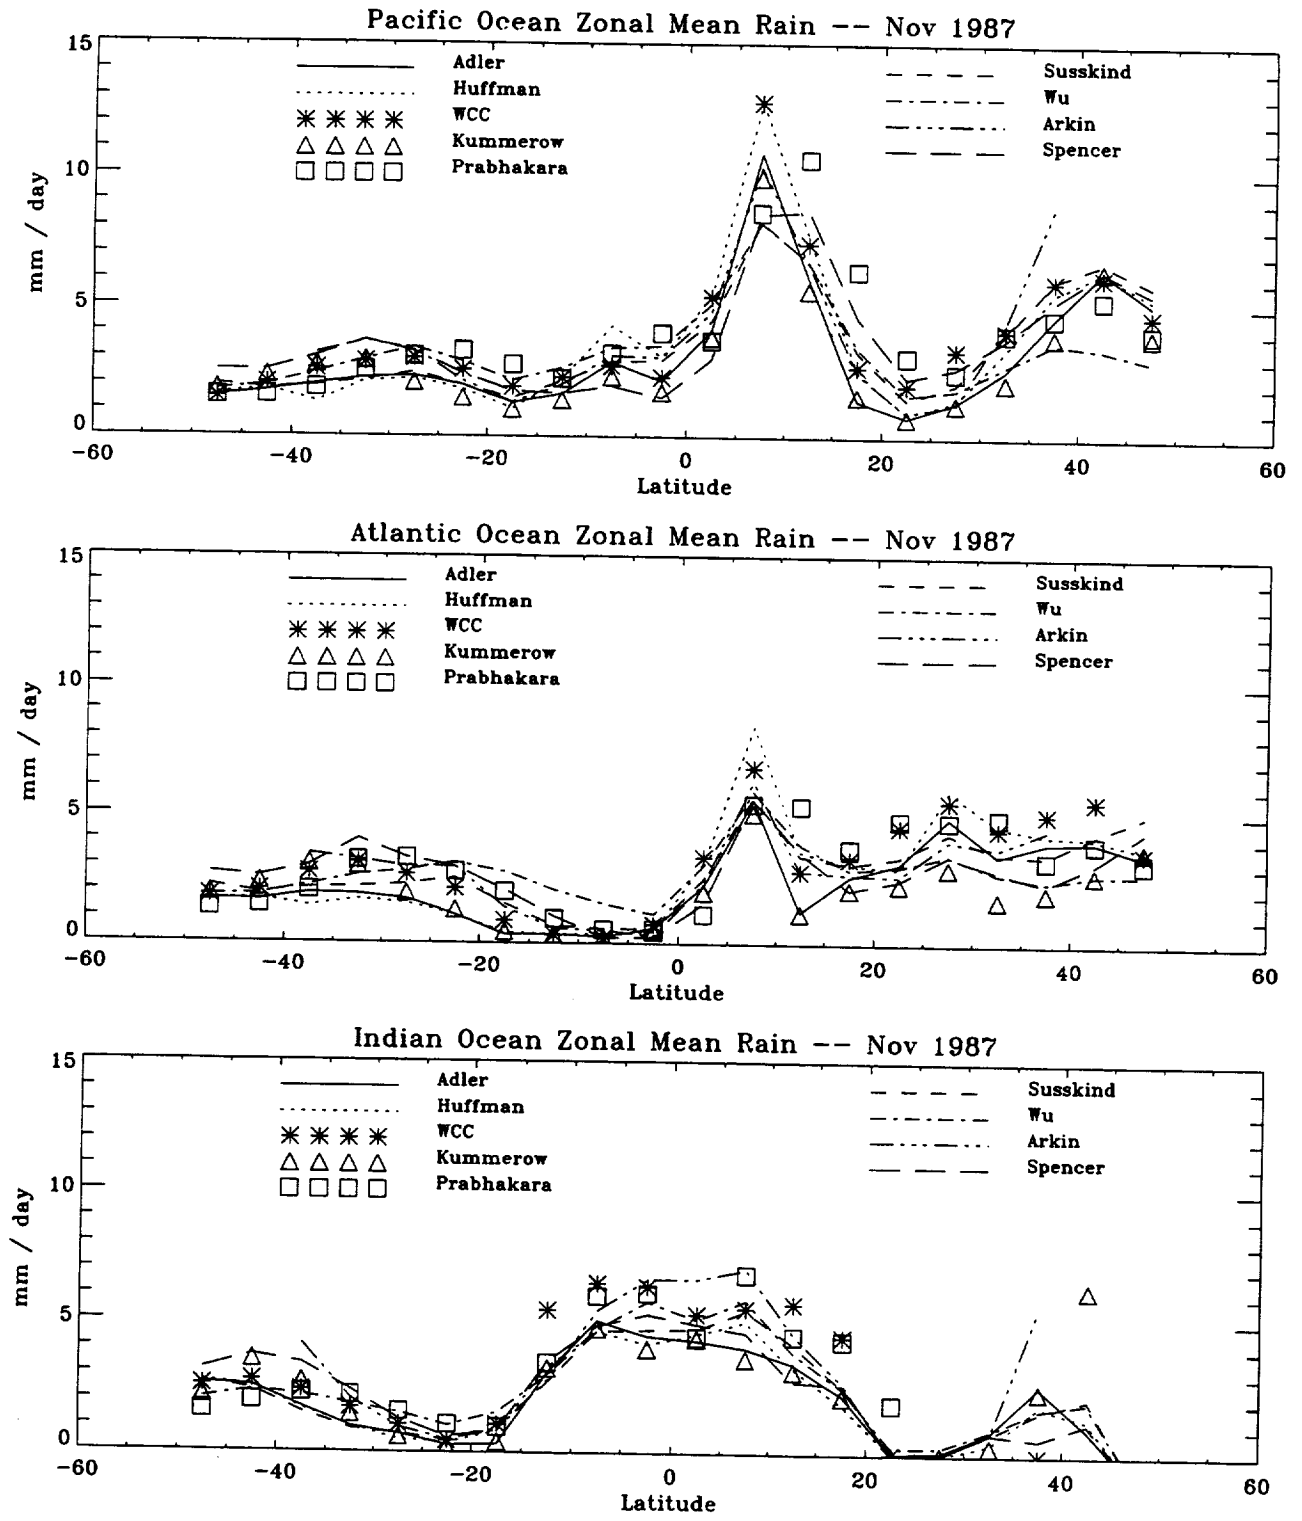 Pacific Ocean Zonal Mean Rain -- Nov 1987
15
10
5
0
mm / day
Adler
Huffman
WCC
Kummerow
Prabhakara
Susskind
Wu
Arkin
Spencer
-60 -40 -20 0 20 40 60
Latitude
Atlantic Ocean Zonal Mean Rain -- Nov 1987
15
10
5
0
mm / day
Adler
Huffman
WCC
Kummerow
Prabhakara
Susskind
Wu
Arkin
Spencer
-60 -40 -20 0 20 40 60
Latitude
Indian Ocean Zonal Mean Rain -- Nov 1987
15
10
5
0
mm / day
Adler
Huffman
WCC
Kummerow
Prabhakara
Susskind
Wu
Arkin
Spencer
-60 -40 -20 0 20 40 60
Latitude